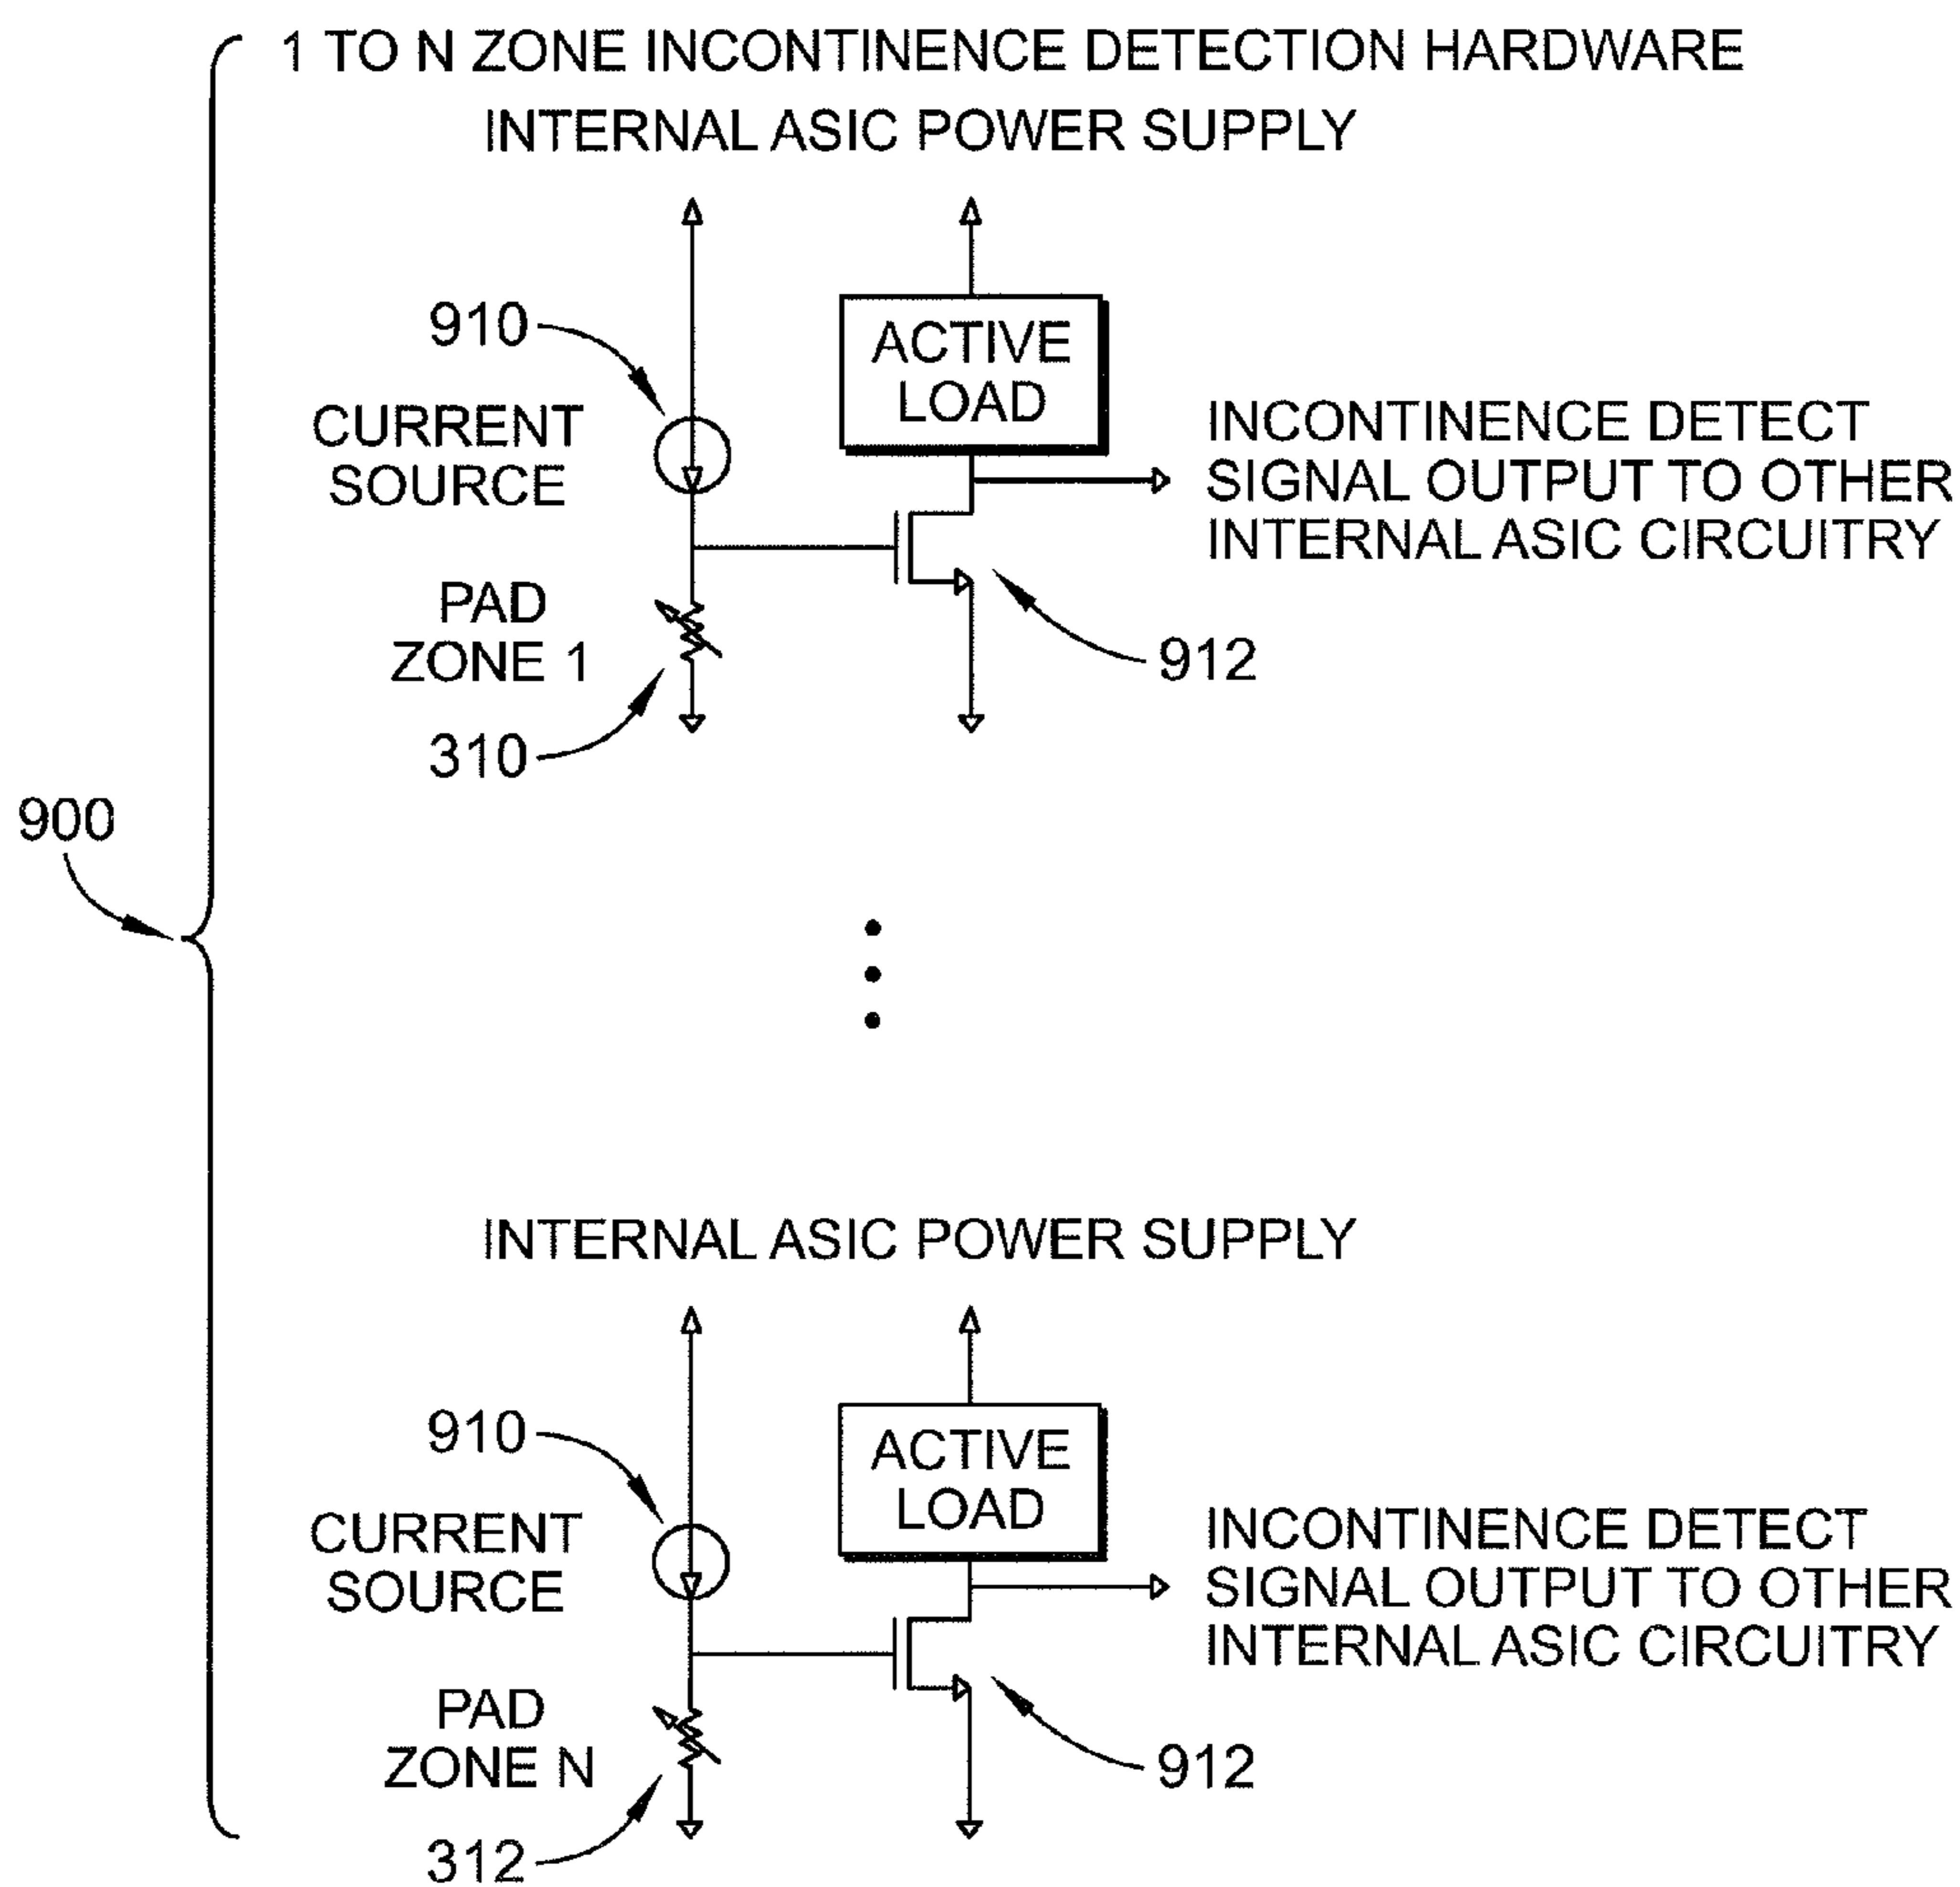 1 TO N ZONE INCONTINENCE DETECTION HARDWARE
INTERNAL ASIC POWER SUPPLY
910
ACTIVE
LOAD
CURRENT
SOURCE
INCONTINENCE DETECT
SIGNAL OUTPUT TO OTHER
INTERNAL ASIC CIRCUITRY
PAD
ZONE 1
912
310
900
INTERNAL ASIC POWER SUPPLY
910
ACTIVE
LOAD
CURRENT
SOURCE
INCONTINENCE DETECT
SIGNAL OUTPUT TO OTHER
INTERNAL ASIC CIRCUITRY
PAD
ZONE N
912
312